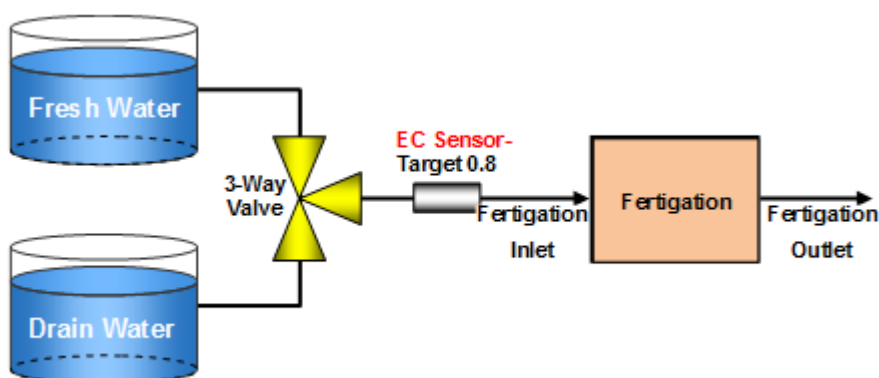 Fresh Water
EC Sensor-
Target 0.8
3-Way
Valve
Fertigation
Inlet
Fertigation
Fertigation
Outlet
Drain Water